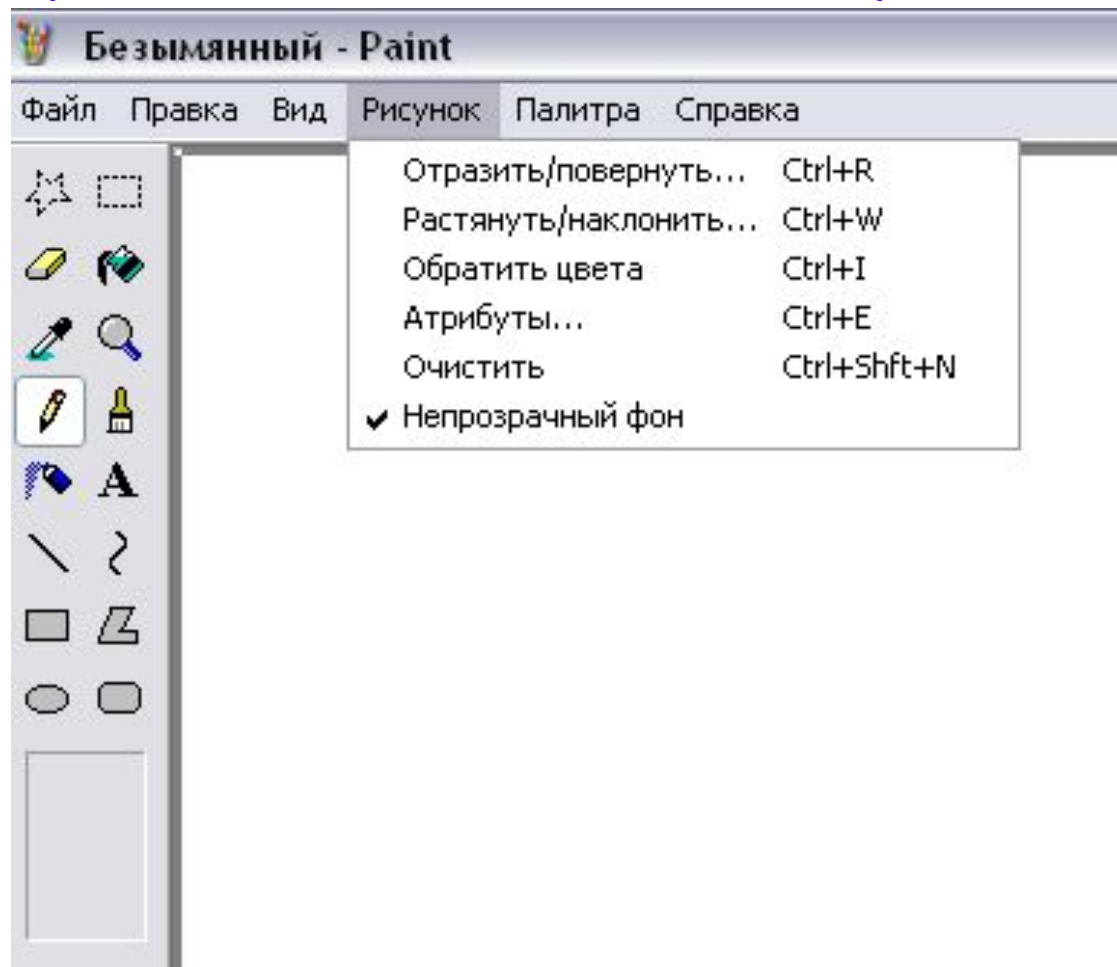 Безымянный - Paint
Файл Правка Вид Рисунок Палитра Справка
Отразить/повернуть... Ctrl+R
Растянуть/наклонить... Ctrl+W
Обратить цвета Ctrl+I
Атрибуты... Ctrl+E
Очистить Ctrl+Shft+N
Непрозрачный фон
A